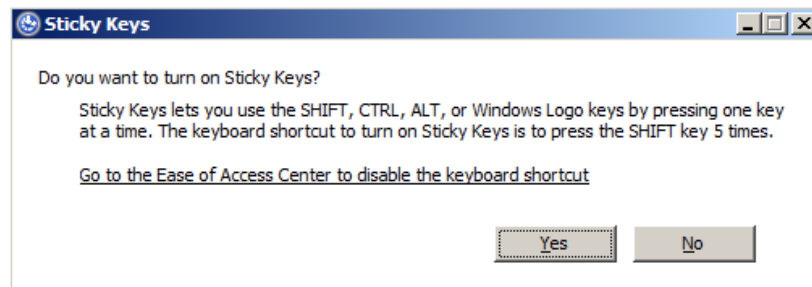 Sticky Keys
Do you want to turn on Sticky Keys?
Sticky Keys lets you use the SHIFT, CTRL, ALT, or Windows Logo keys by pressing one key
at a time. The keyboard shortcut to turn on Sticky Keys is to press the SHIFT key 5 times.
Go to the Ease of Access Center to disable the keyboard shortcut
Yes No